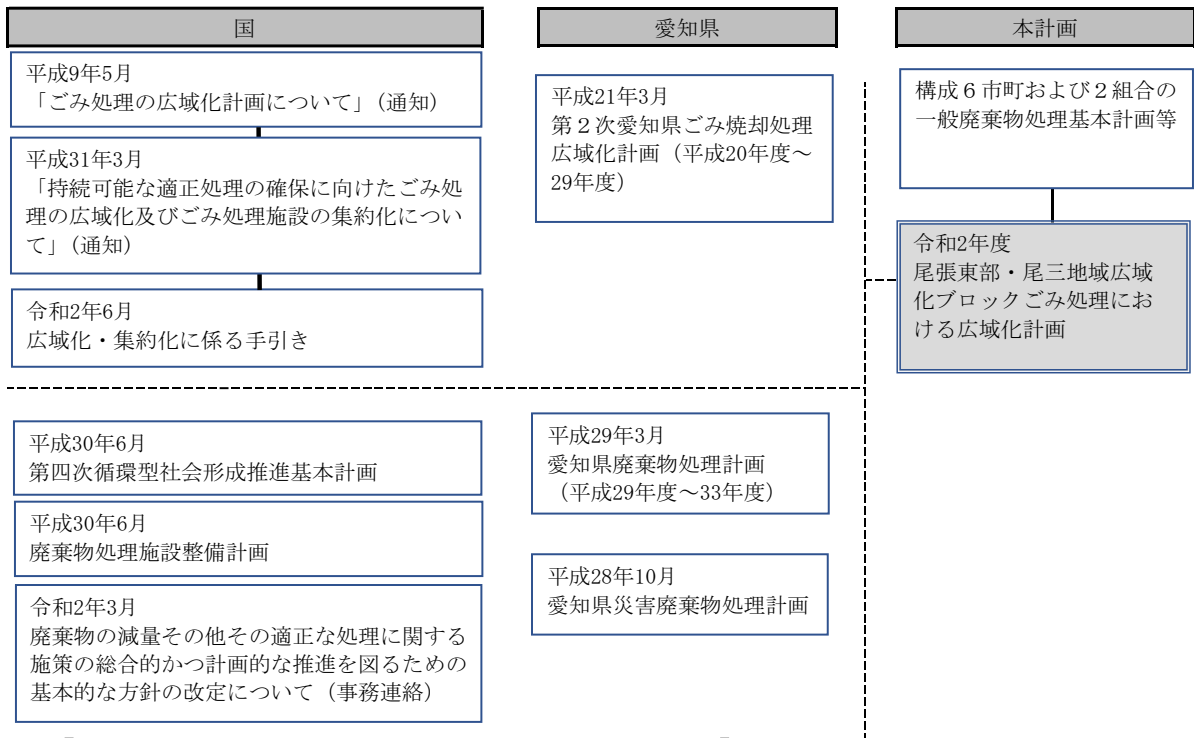 国
平成9年5月
「ごみ処理の広域化計画について」(通知)
平成31年3月
「持続可能な適正処理の確保に向けたごみ処
理の広域化及びごみ処理施設の集約化につい
て」(通知)
令和2年6月
広域化・集約化に係る手引き
平成30年6月
第四次循環型社会形成推進基本計画
平成30年6月
廃棄物処理施設整備計画
令和2年3月
廃棄物の減量その他その適正な処理に関する
施策の総合的かつ計画的な推進を図るための
基本的な方針の改定について(事務連絡)
愛知県
平成21年3月
第2次愛知県ごみ焼却処理
広域化計画(平成20年度~
29年度)
平成29年3月
愛知県廃棄物処理計画
(平成29年度~33年度)
平成28年10月
愛知県災害廃棄物処理計画
本計画
構成6市町および2組合の
一般廃棄物処理基本計画等
令和2年度
尾張東部・尾三地域広域
化ブロックごみ処理にお
ける広域化計画